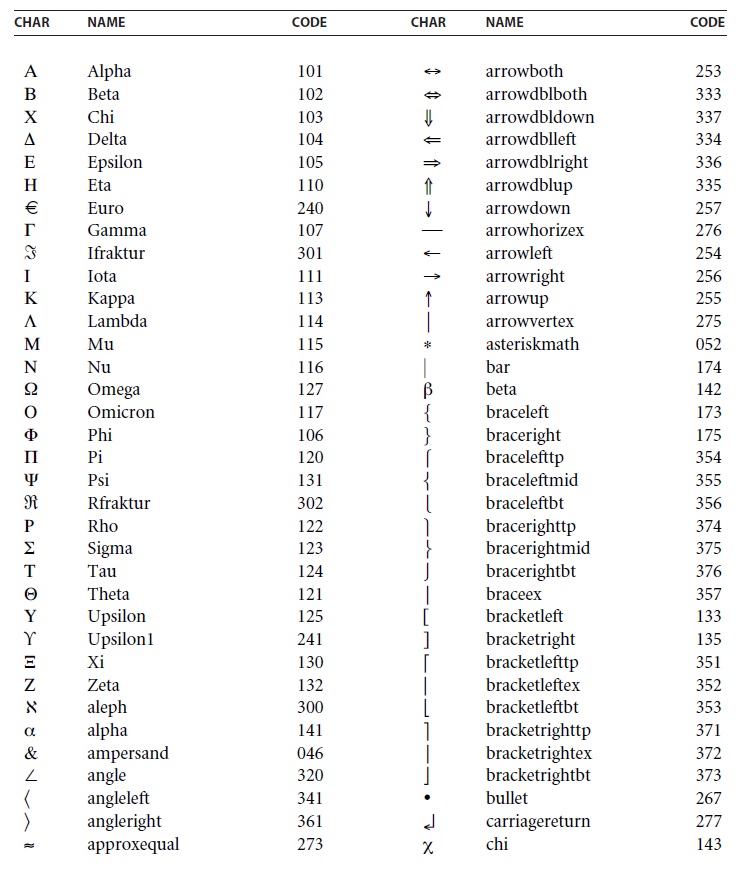 CHAR NAME CODE CHAR NAME CODE
Α Alpha 101 ↔ arrowboth 253
Β Beta 102 ⇔ arrowdblboth 333
Χ Chi 103 ⇓ arrowdbldown 337
Δ Delta 104 ⇐ arrowdblleft 334
Ε Epsilon 105 ⇒ arrowdblright 336
Η Eta 110 ⇑ arrowdblup 335
€ Euro 240 ↓ arrowdown 257
Γ Gamma 107 ⎯ arrowhorizex 276
ℑ Ifraktur 301 ← arrowleft 254
Ι Iota 111 → arrowright 256
Κ Kappa 113 ↑ arrowup 255
Λ Lambda 114 ⏐ arrowvertex 275
Μ Mu 115 ∗ asteriskmath 052
Ν Nu 116 | bar 174
Ω Omega 127 β beta 142
Ο Omicron 117 { braceleft 173
Φ Phi 106 } braceright 175
Π Pi 120 ⎧ bracelefttp 354
Ψ Psi 131 ⎨ braceleftmid 355
ℜ Rfraktur 302 ⎩ braceleftbt 356
Ρ Rho 122 ⎫ bracerighttp 374
Σ Sigma 123 ⎬ bracerightmid 375
Τ Tau 124 ⎭ bracerightbt 376
Θ Theta 121 ⎪ braceex 357
Υ Upsilon 125 [ bracketleft 133
ϒ Upsilon1 241 ] bracketright 135
Ξ Xi 130 ⎡ bracketlefttp 351
Ζ Zeta 132 ⎢ bracketleftex 352
ℵ aleph 300 ⎣ bracketleftbt 353
α alpha 141 ⎤ bracketrighttp 371
& ampersand 046 ⎥ bracketrightex 372
∠ angle 320 ⎦ bracketrightbt 373
〈 angleleft 341 • bullet 267
〉 angleright 361 ↵ carriagereturn 277
≈ approxequal 273 χ chi 143